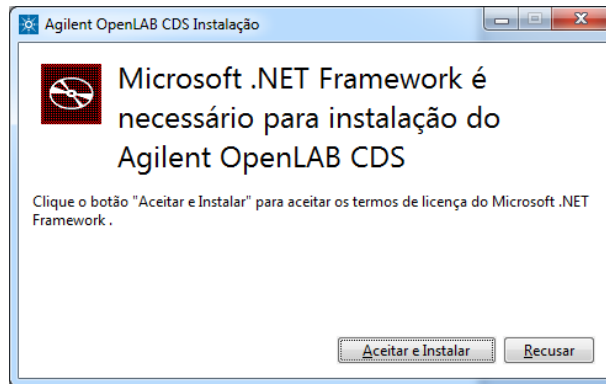 Agilent OpenLAB CDS Instalação
Microsoft .NET Framework é
necessário para instalação do
Agilent OpenLAB CDS
Clique o botão "Aceitar e Instalar" para aceitar os termos de licença do Microsoft .NET
Framework .
Aceitar e Instalar
Recusar